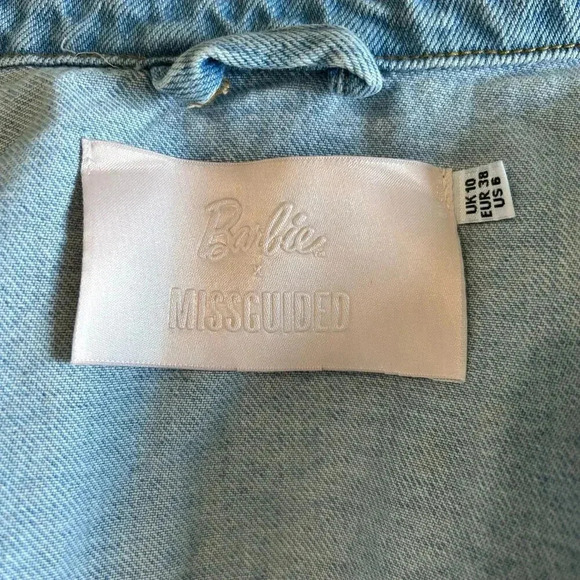 Barbie
x
MISSGUIDED
UK 10
EUR 38
US 6